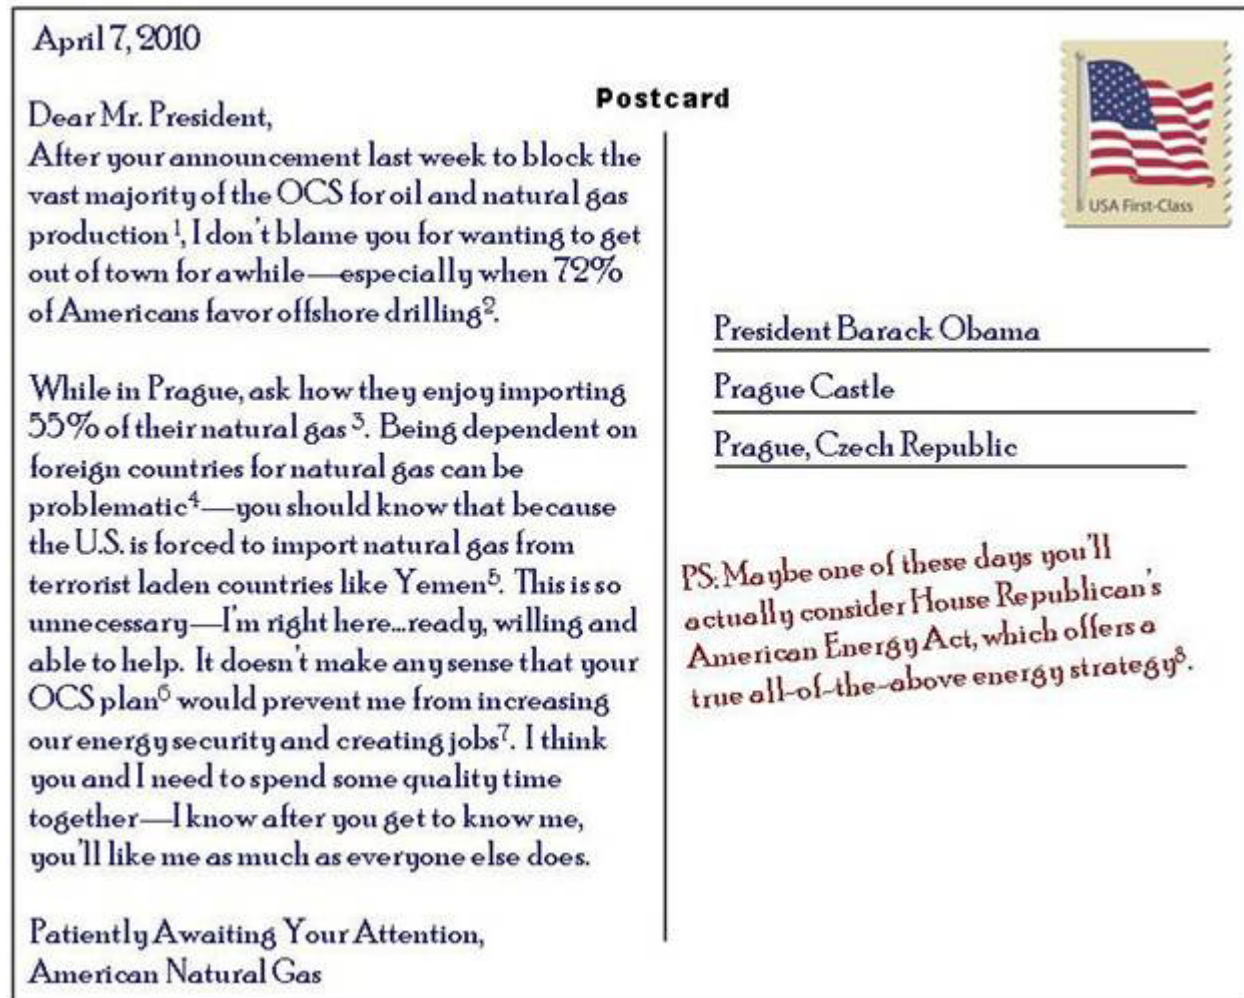 April 7, 2010
Dear Mr. President,
After your announcement last week to block the
vast majority of the OCS for oil and natural gas
production¹, I don't blame you for wanting to get
out of town for awhile—especially when 72%
of Americans favor offshore drilling².
While in Prague, ask how they enjoy importing
55% of their natural gas ³. Being dependent on
foreign countries for natural gas can be
problematic⁴—you should know that because
the U.S. is forced to import natural gas from
terrorist laden countries like Yemen⁵. This is so
unnecessary—I'm right here...ready, willing and
able to help. It doesn't make any sense that your
OCS plan⁶ would prevent me from increasing
our energy security and creating jobs⁷. I think
you and I need to spend some quality time
together—I know after you get to know me,
you'll like me as much as everyone else does.
Patiently Awaiting Your Attention,
American Natural Gas
Postcard
USA First-Class
President Barack Obama
Prague Castle
Prague, Czech Republic
PS: Maybe one of these days you'll
actually consider House Republican's
American Energy Act, which offers a
true all-of-the-above energy strategy⁸.